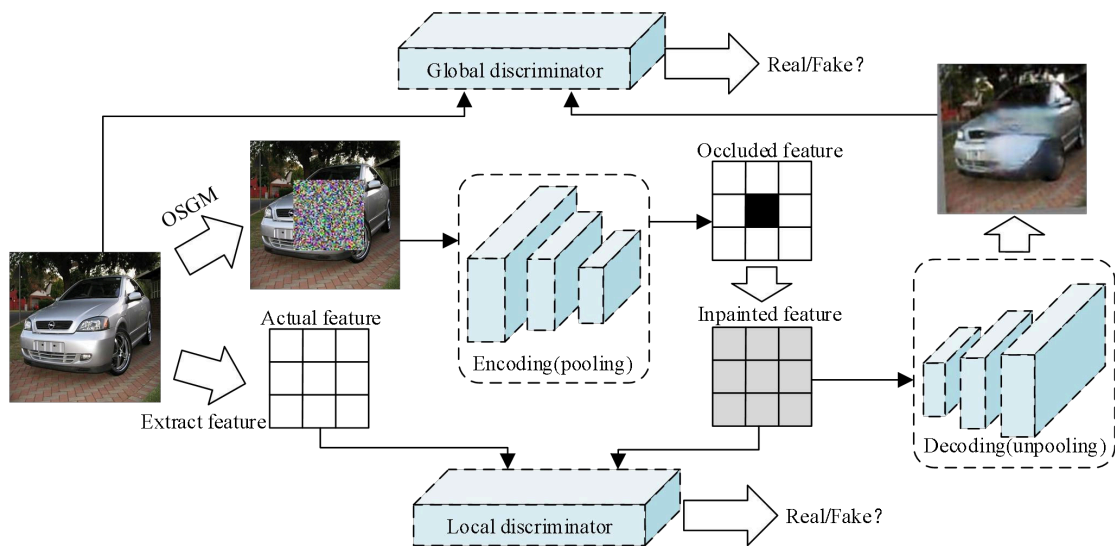 Global discriminator
Real/Fake?
OSGM
Occluded feature
Actual feature
Inpainted feature
Encoding(pooling)
Extract feature
Decoding(unpooling)
Local discriminator
Real/Fake?